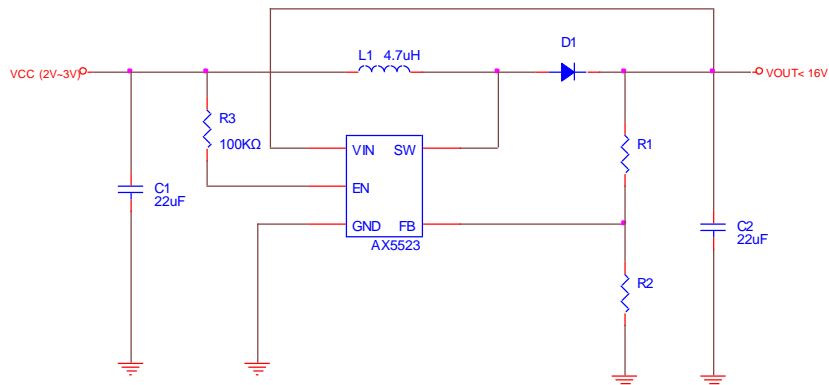 D1
L1 4.7uH
VCC (2V~3V)
VOUT< 16V
R3
100KΩ
VIN SW
R1
EN
C1
22uF
GND FB
AX5523
C2
22uF
R2